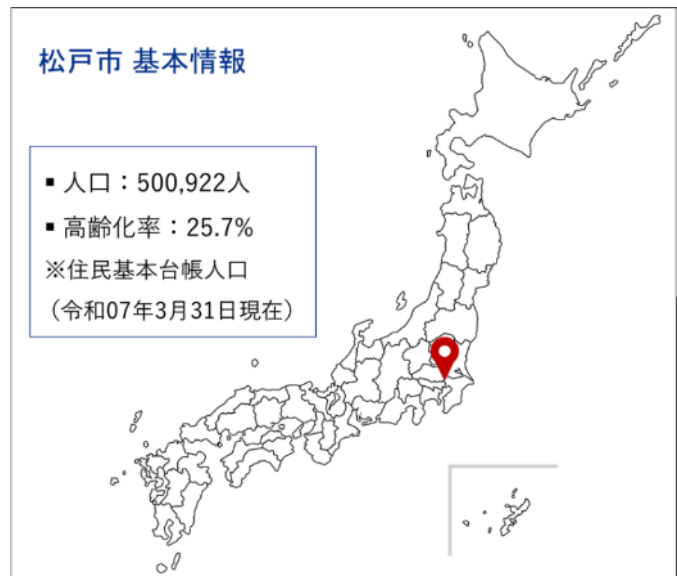 松戸市 基本情報
▪ 人口：500,922人
▪ 高齢化率：25.7%
※住民基本台帳人口
（令和07年3月31日現在）